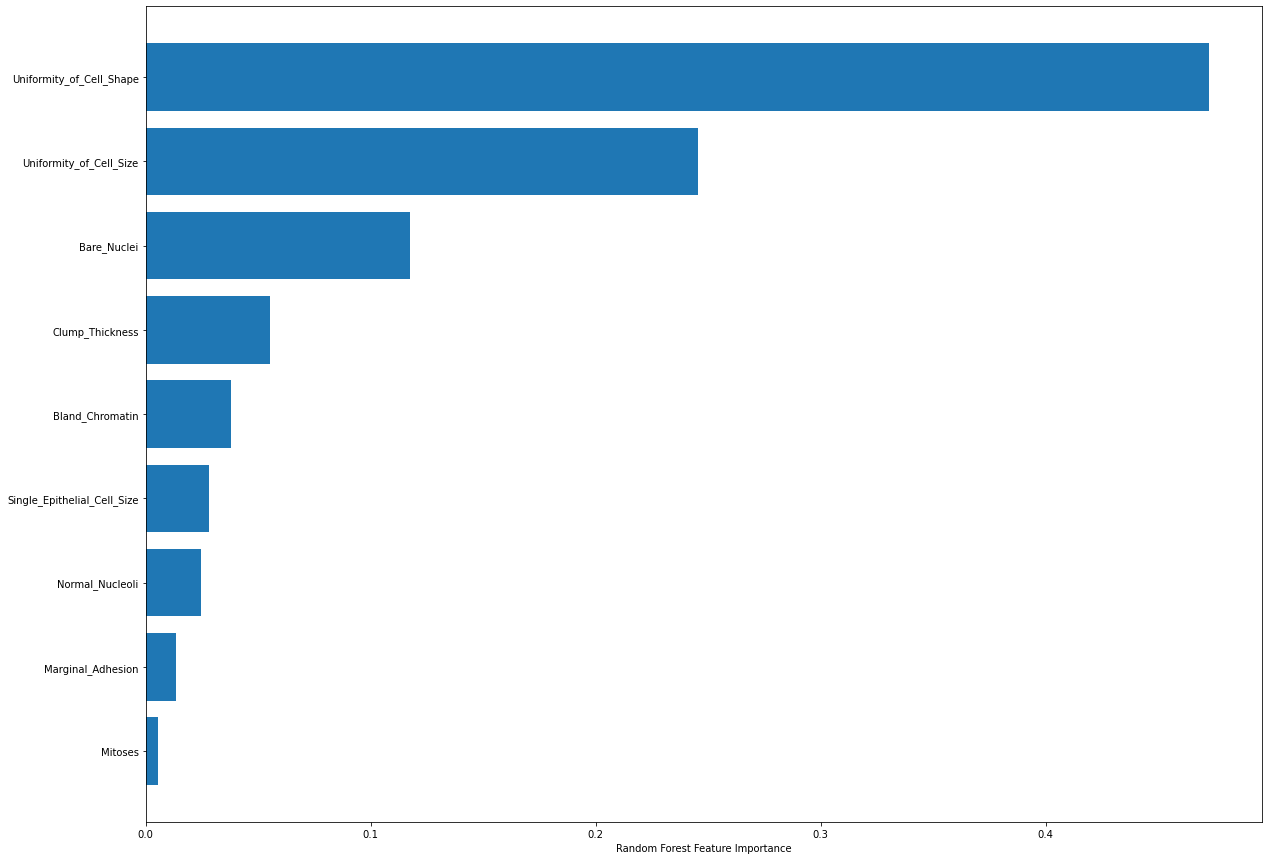 Uniformity_of_Cell_Shape
Uniformity_of_Cell_Size
Bare_Nuclei
Clump_Thickness
Bland_Chromatin
Single_Epithelial_Cell_Size
Normal_Nucleoli
Marginal_Adhesion
Mitoses
0.0 0.1 0.2 0.3 0.4
Random Forest Feature Importance